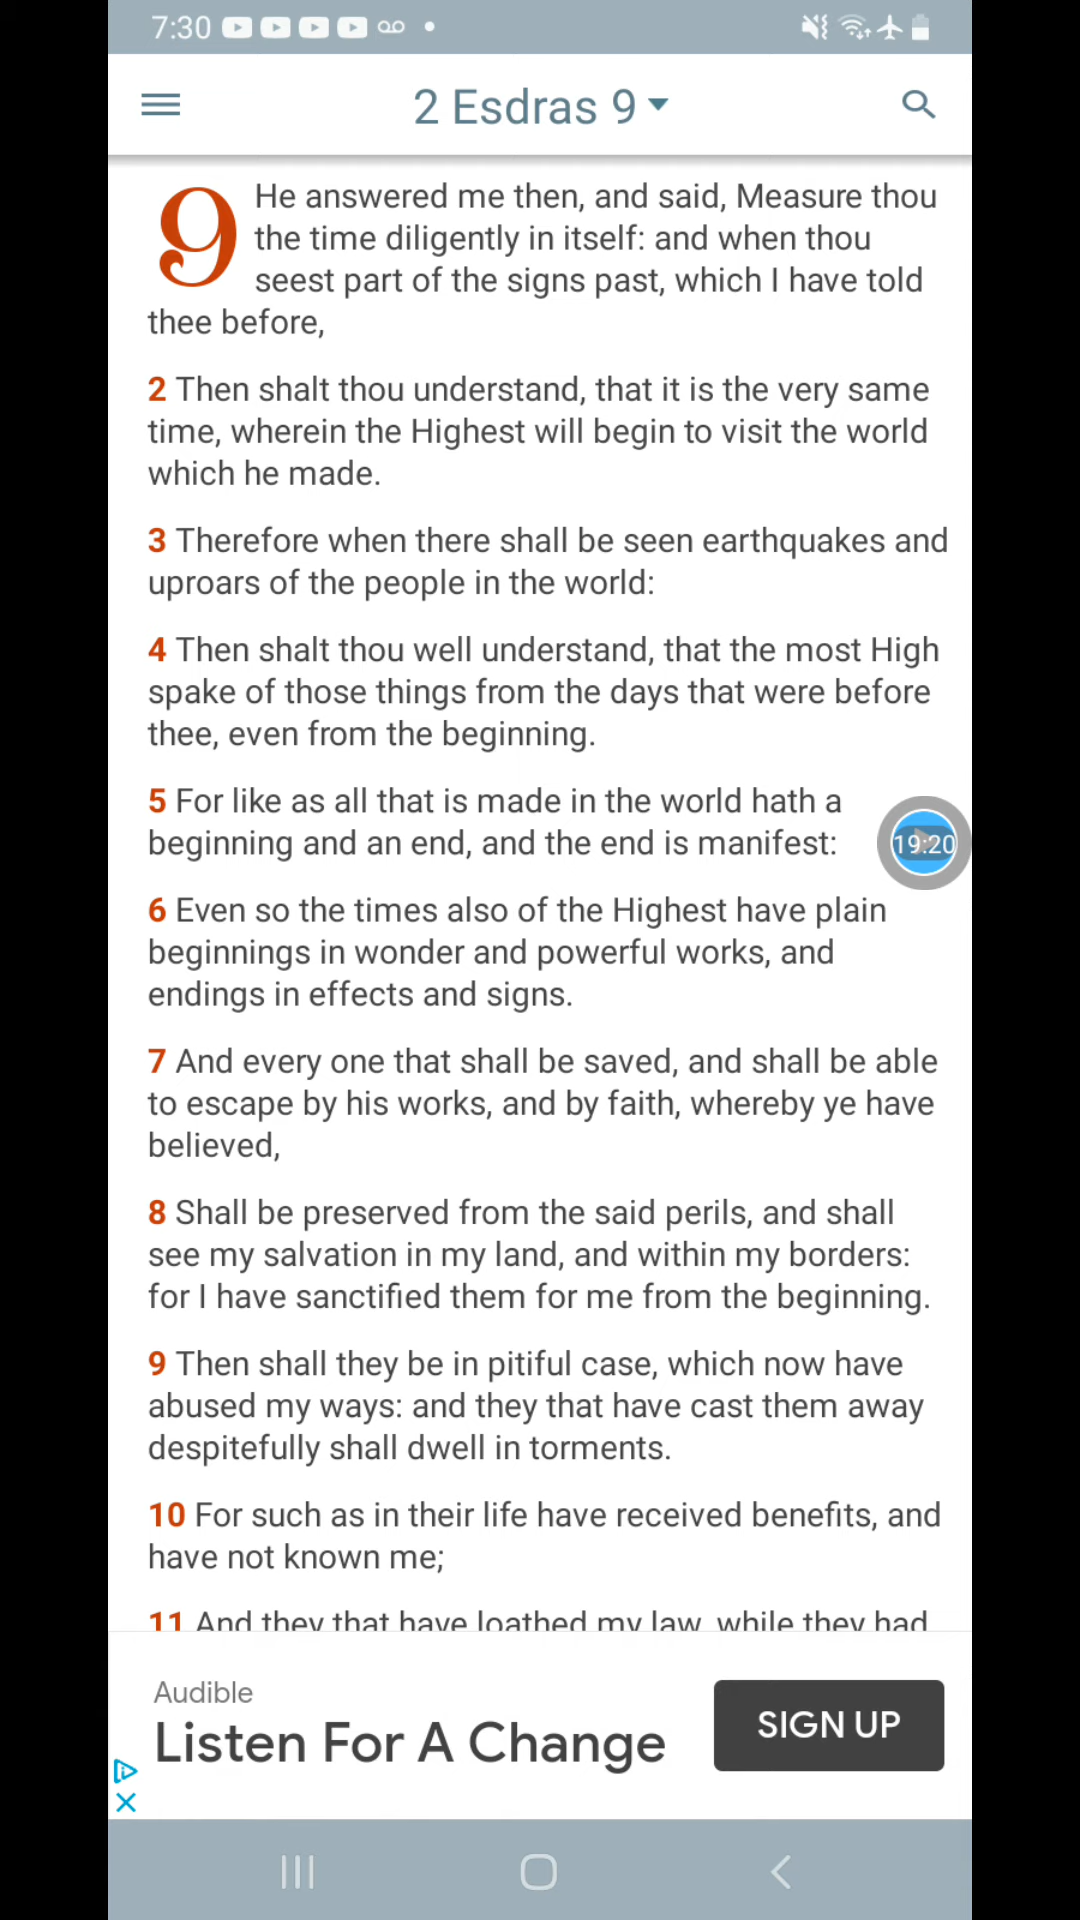 7:30
2 Esdras 9
9 He answered me then, and said, Measure thou
the time diligently in itself: and when thou
seest part of the signs past, which I have told
thee before,
2 Then shalt thou understand, that it is the very same
time, wherein the Highest will begin to visit the world
which he made.
3 Therefore when there shall be seen earthquakes and
uproars of the people in the world:
4 Then shalt thou well understand, that the most High
spake of those things from the days that were before
thee, even from the beginning.
5 For like as all that is made in the world hath a
beginning and an end, and the end is manifest:
19:20
6 Even so the times also of the Highest have plain
beginnings in wonder and powerful works, and
endings in effects and signs.
7 And every one that shall be saved, and shall be able
to escape by his works, and by faith, whereby ye have
believed,
8 Shall be preserved from the said perils, and shall
see my salvation in my land, and within my borders:
for I have sanctified them for me from the beginning.
9 Then shall they be in pitiful case, which now have
abused my ways: and they that have cast them away
despitefully shall dwell in torments.
10 For such as in their life have received benefits, and
have not known me;
11 And they that have loathed my law, while they had
Audible
Listen For A Change
SIGN UP